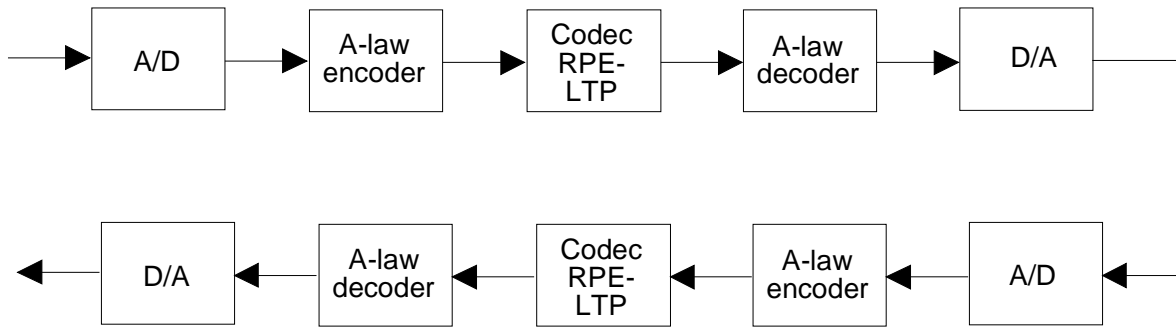 A/D
A-law
encoder
Codec
RPE-
LTP
A-law
decoder
D/A
D/A
A-law
decoder
Codec
RPE-
LTP
A-law
encoder
A/D